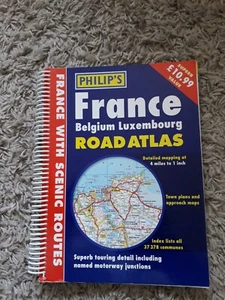 PHILIP'S
SUPERB
£10.99
VALUE
France
Belgium Luxembourg
ROAD ATLAS
FRANCE WITH SCENIC ROUTES
Detailed mapping at
4 miles to 1 inch
Town plans and
approach maps
Index lists all
37 378 communes
Superb touring detail including
named motorway junctions